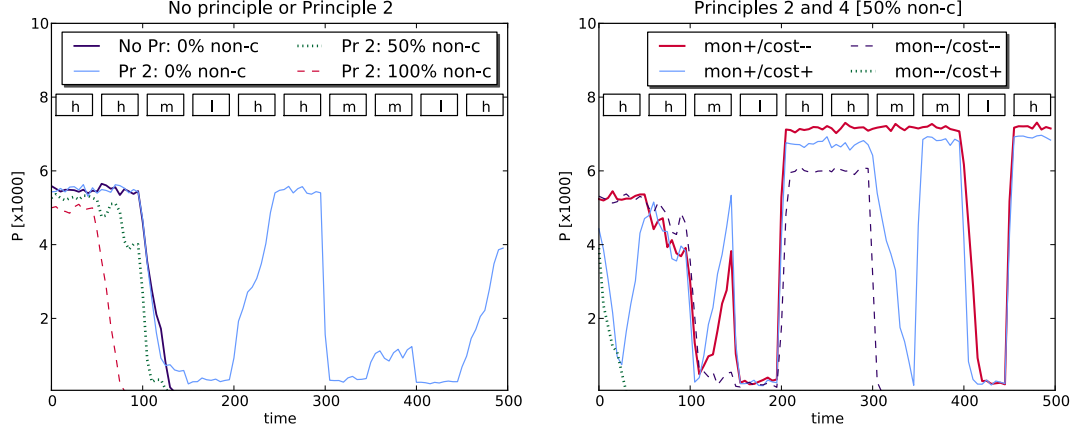 No principle or Principle 2
No Pr: 0% non-c
Pr 2: 0% non-c
Pr 2: 50% non-c
Pr 2: 100% non-c
h h m l h h m m l h
10
8
6
4
2
P [x1000]
0 100 200 300 400 500
time
Principles 2 and 4 [50% non-c]
mon+/cost--
mon+/cost+
mon--/cost--
mon--/cost+
h h m l h h m m l h
10
8
6
4
2
P [x1000]
0 100 200 300 400 500
time